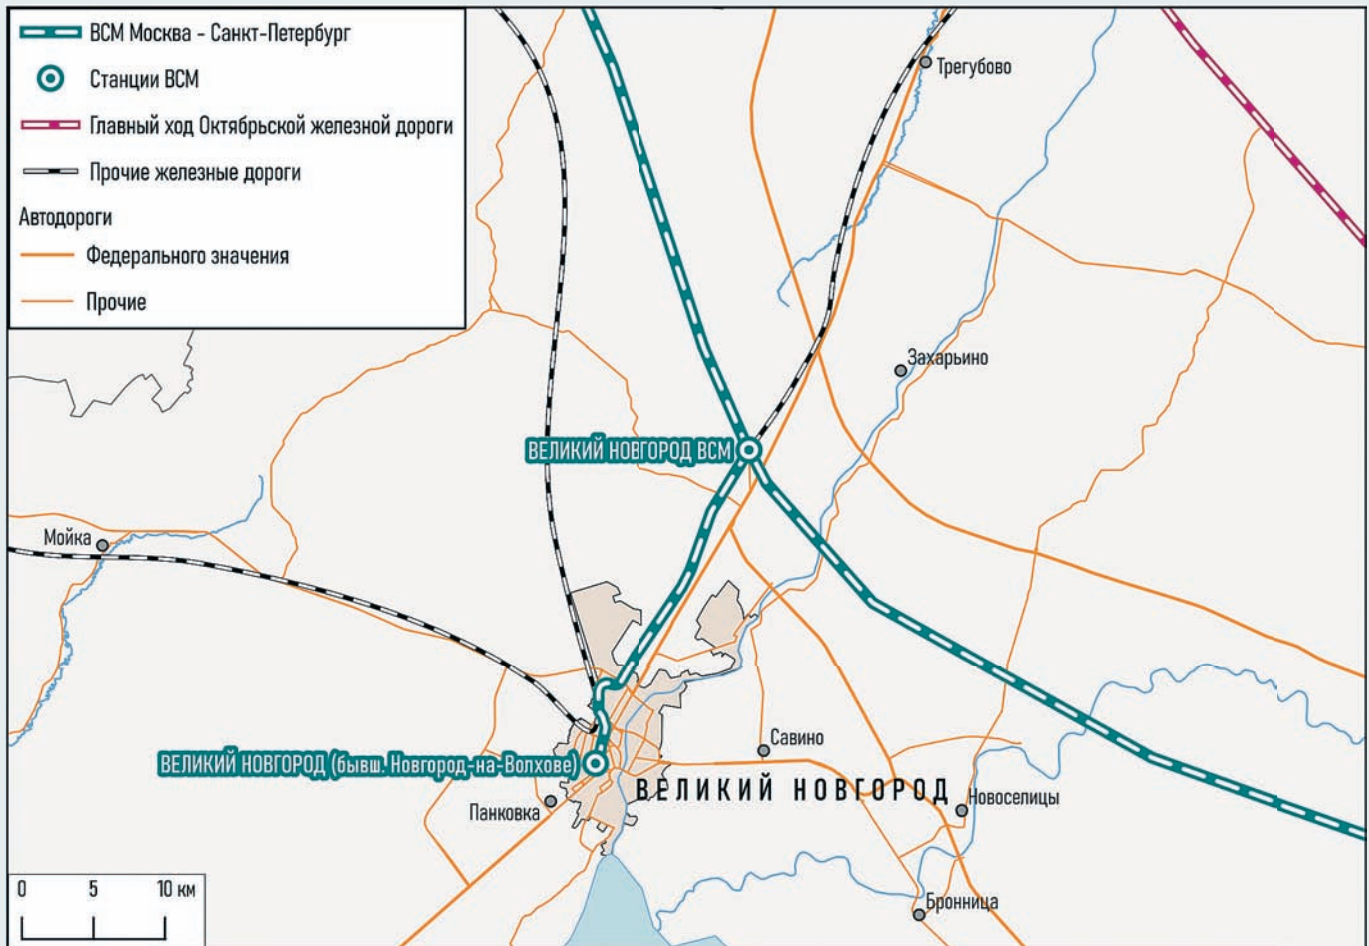 ВСМ Москва - Санкт-Петербург
Станции ВСМ
Главный ход Октябрьской железной дороги
Прочие железные дороги
Автодороги
Федерального значения
Прочие
Трегубово
Захарьино
ВЕЛИКИЙ НОВГОРОД ВСМ
Мойка
Савино
ВЕЛИКИЙ НОВГОРОД (бывш. Новгород-на-Волхове)
ВЕЛИКИЙ НОВГОРОД
Новоселицы
Панковка
Бронница
0 5 10 км